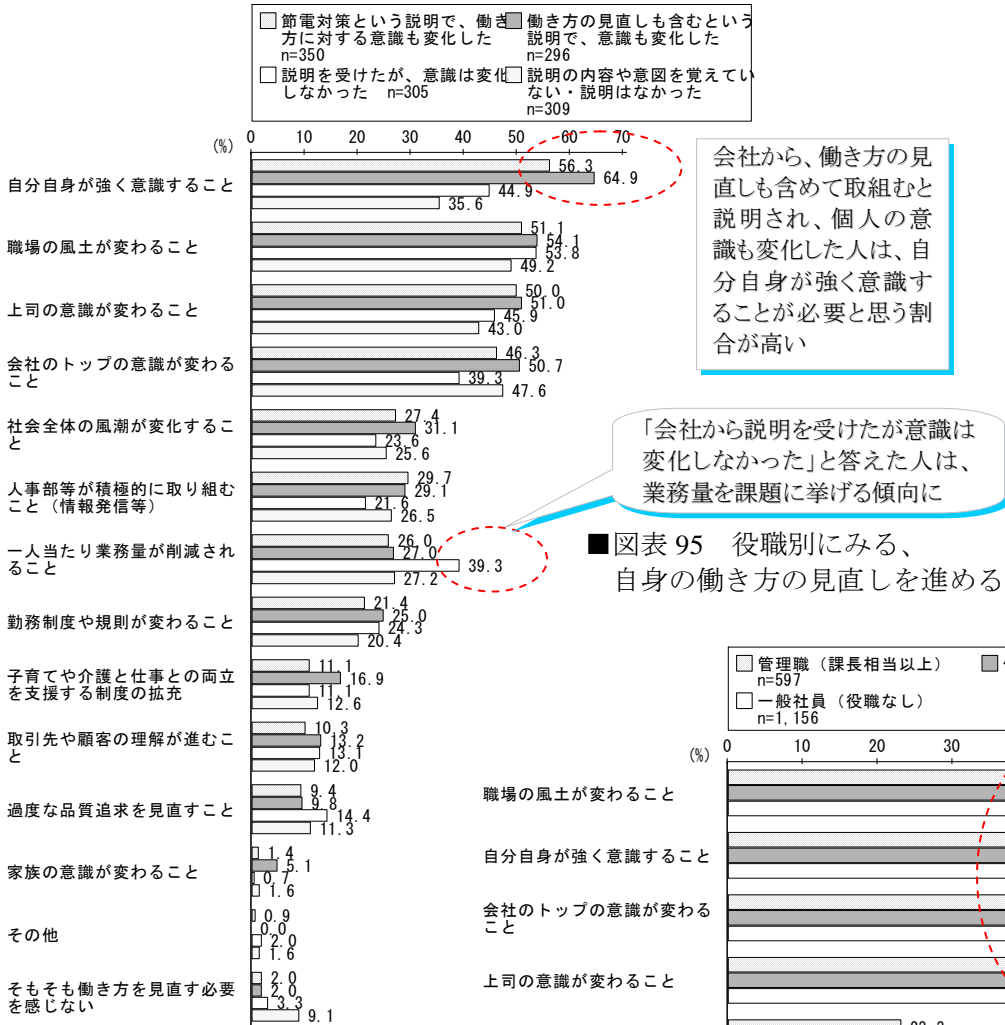 節電対策という説明で、働き
方に対する意識も変化した
n=350
働き方の見直しも含むという
説明で、意識も変化した
n=296
説明を受けたが、意識は変化
しなかった n=305
説明の内容や意図を覚えてい
ない・説明はなかった
n=309
(%)
0 10 20 30 40 50 60 70
自分自身が強く意識すること
56.3
64.9
44.9
35.6
職場の風土が変わること
51.1
54.1
53.8
49.2
上司の意識が変わること
50.0
51.0
45.9
43.0
会社のトップの意識が変わる
こと
46.3
50.7
39.3
47.6
社会全体の風潮が変化するこ
と
27.4
31.1
23.6
25.6
人事部等が積極的に取り組む
こと（情報発信等）
29.7
29.1
21.6
26.5
一人当たり業務量が削減され
ること
26.0
27.0
39.3
27.2
勤務制度や規則が変わること
21.4
25.0
24.3
20.4
子育てや介護と仕事との両立
を支援する制度の拡充
11.1
16.9
11.1
12.6
取引先や顧客の理解が進むこ
と
10.3
13.2
13.1
12.0
過度な品質追求を見直すこと
9.4
9.8
14.4
11.3
家族の意識が変わること
1.4
5.1
0.7
1.6
その他
0.9
0.0
2.0
1.6
そもそも働き方を見直す必要
を感じない
2.0
2.0
3.3
9.1
会社から、働き方の見
直しも含めて取組むと
説明され、個人の意
識も変化した人は、自
分自身が強く意識す
ることが必要と思う割
合が高い
「会社から説明を受けたが意識は
変化しなかった」と答えた人は、
業務量を課題に挙げる傾向に
■図表 95 役職別にみる、
自身の働き方の見直しを進める
管理職（課長相当以上）
n=597
一般社員（役職なし）
n=1,156
(%)
0 10 20 30
職場の風土が変わること
自分自身が強く意識すること
会社のトップの意識が変わる
こと
上司の意識が変わること